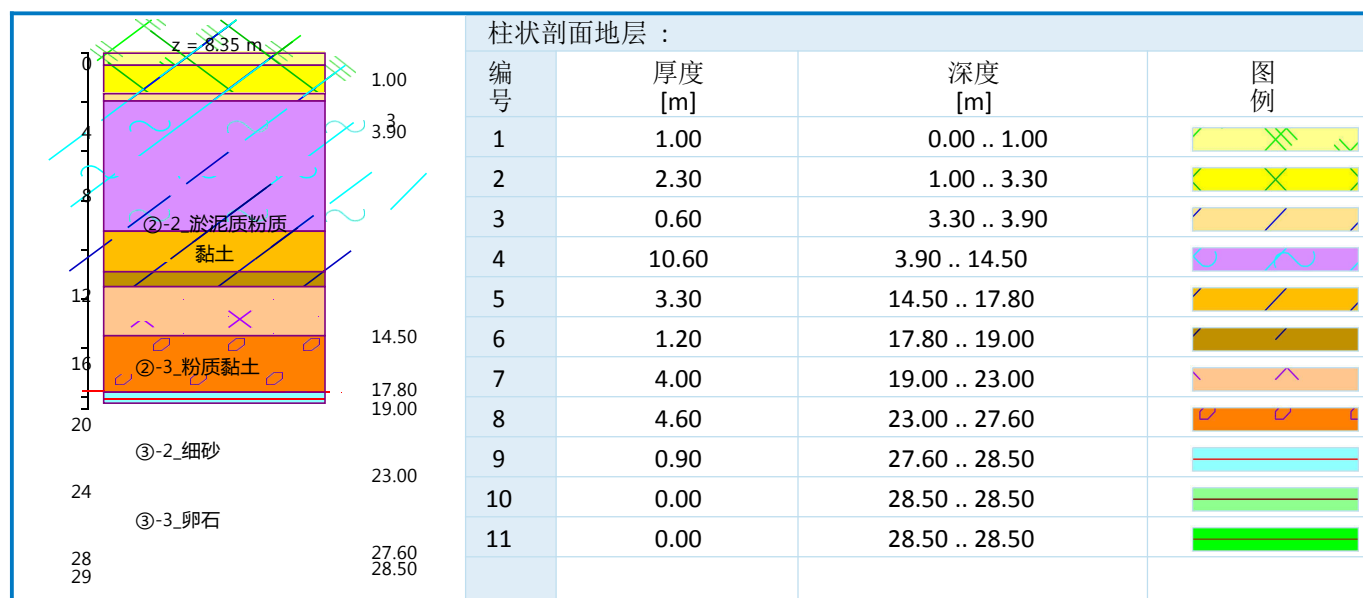 z = 8.35 m
0
1.00
3
4
3.90
8
②-2_淤泥质粉质
黏土
12
14.50
16
②-3_粉质黏土
17.80
19.00
20
③-2_细砂
23.00
24
③-3_卵石
27.60
28
28.50
29
柱状剖面地层 :
编号 厚度 [m] 深度 [m] 图例
1 1.00 0.00 .. 1.00
2 2.30 1.00 .. 3.30
3 0.60 3.30 .. 3.90
4 10.60 3.90 .. 14.50
5 3.30 14.50 .. 17.80
6 1.20 17.80 .. 19.00
7 4.00 19.00 .. 23.00
8 4.60 23.00 .. 27.60
9 0.90 27.60 .. 28.50
10 0.00 28.50 .. 28.50
11 0.00 28.50 .. 28.50